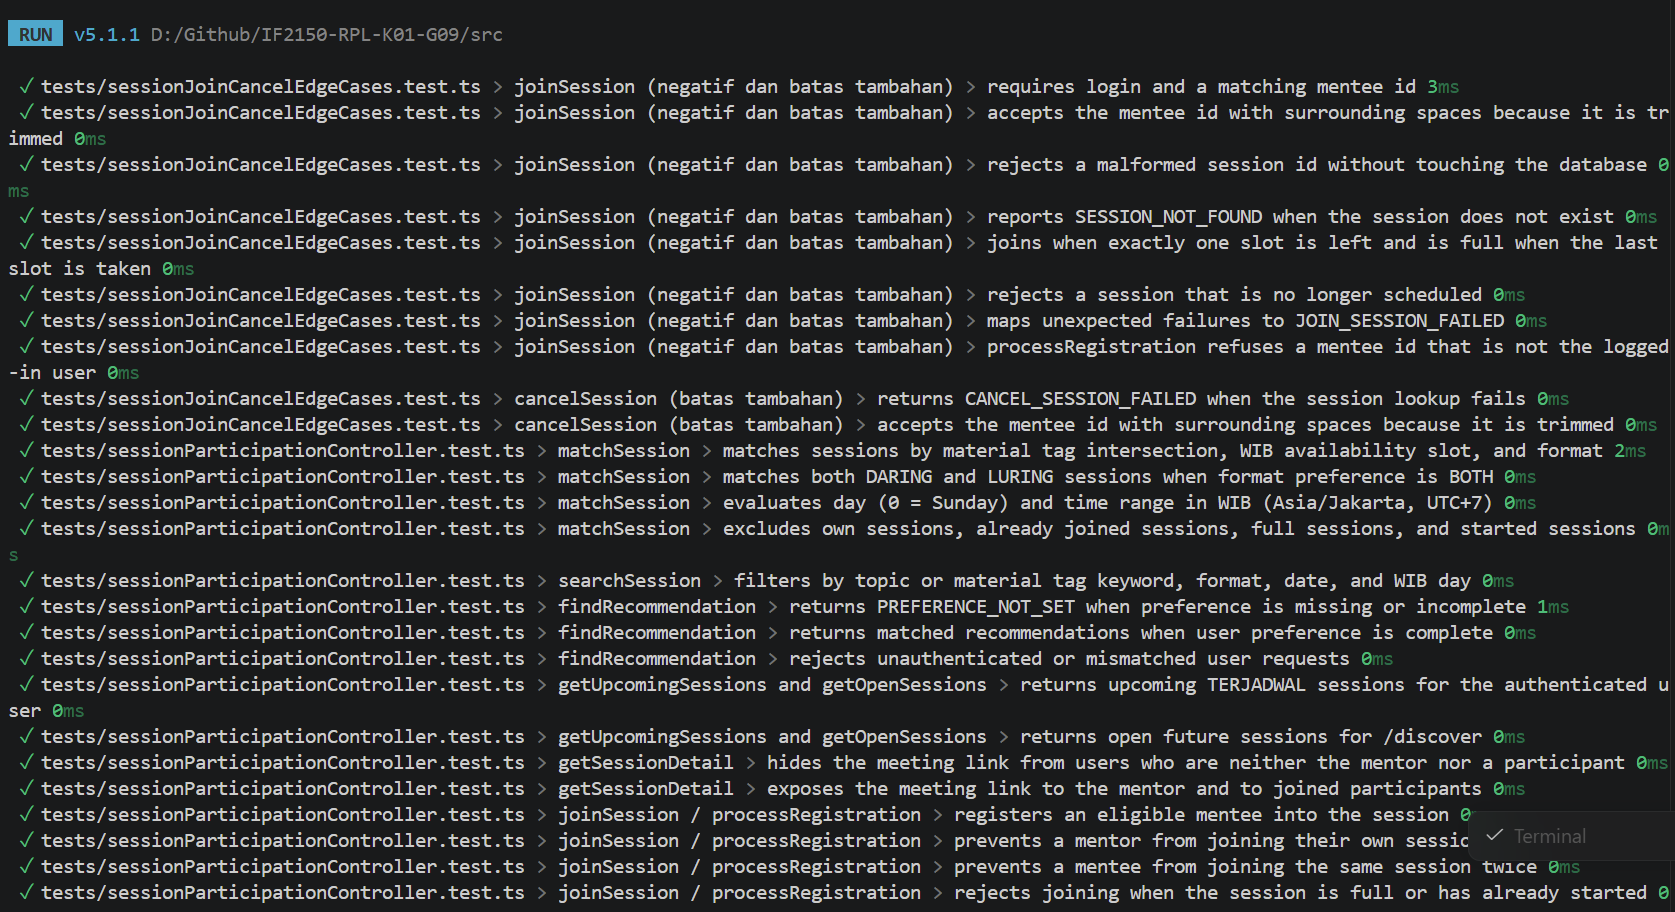 RUN v5.1.1 D:/Github/IF2150-RPL-K01-G09/src
✓ tests/sessionJoinCancelEdgeCases.test.ts > joinSession (negatif dan batas tambahan) > requires login and a matching mentee id 3ms
✓ tests/sessionJoinCancelEdgeCases.test.ts > joinSession (negatif dan batas tambahan) > accepts the mentee id with surrounding spaces because it is tr
immed 0ms
✓ tests/sessionJoinCancelEdgeCases.test.ts > joinSession (negatif dan batas tambahan) > rejects a malformed session id without touching the database 0
ms
✓ tests/sessionJoinCancelEdgeCases.test.ts > joinSession (negatif dan batas tambahan) > reports SESSION_NOT_FOUND when the session does not exist 0ms
✓ tests/sessionJoinCancelEdgeCases.test.ts > joinSession (negatif dan batas tambahan) > joins when exactly one slot is left and is full when the last
slot is taken 0ms
✓ tests/sessionJoinCancelEdgeCases.test.ts > joinSession (negatif dan batas tambahan) > rejects a session that is no longer scheduled 0ms
✓ tests/sessionJoinCancelEdgeCases.test.ts > joinSession (negatif dan batas tambahan) > maps unexpected failures to JOIN_SESSION_FAILED 0ms
✓ tests/sessionJoinCancelEdgeCases.test.ts > joinSession (negatif dan batas tambahan) > processRegistration refuses a mentee id that is not the logged
-in user 0ms
✓ tests/sessionJoinCancelEdgeCases.test.ts > cancelSession (batas tambahan) > returns CANCEL_SESSION_FAILED when the session lookup fails 0ms
✓ tests/sessionJoinCancelEdgeCases.test.ts > cancelSession (batas tambahan) > accepts the mentee id with surrounding spaces because it is trimmed 0ms
✓ tests/sessionParticipationController.test.ts > matchSession > matches sessions by material tag intersection, WIB availability slot, and format 2ms
✓ tests/sessionParticipationController.test.ts > matchSession > matches both DARING and LURING sessions when format preference is BOTH 0ms
✓ tests/sessionParticipationController.test.ts > matchSession > evaluates day (0 = Sunday) and time range in WIB (Asia/Jakarta, UTC+7) 0ms
✓ tests/sessionParticipationController.test.ts > matchSession > excludes own sessions, already joined sessions, full sessions, and started sessions 0m
s
✓ tests/sessionParticipationController.test.ts > searchSession > filters by topic or material tag keyword, format, date, and WIB day 0ms
✓ tests/sessionParticipationController.test.ts > findRecommendation > returns PREFERENCE_NOT_SET when preference is missing or incomplete 1ms
✓ tests/sessionParticipationController.test.ts > findRecommendation > returns matched recommendations when user preference is complete 0ms
✓ tests/sessionParticipationController.test.ts > findRecommendation > rejects unauthenticated or mismatched user requests 0ms
✓ tests/sessionParticipationController.test.ts > getUpcomingSessions and getOpenSessions > returns upcoming TERJADWAL sessions for the authenticated u
ser 0ms
✓ tests/sessionParticipationController.test.ts > getUpcomingSessions and getOpenSessions > returns open future sessions for /discover 0ms
✓ tests/sessionParticipationController.test.ts > getSessionDetail > hides the meeting link from users who are neither the mentor nor a participant 0ms
✓ tests/sessionParticipationController.test.ts > getSessionDetail > exposes the meeting link to the mentor and to joined participants 0ms
✓ tests/sessionParticipationController.test.ts > joinSession / processRegistration > registers an eligible mentee into the session 0
✓ tests/sessionParticipationController.test.ts > joinSession / processRegistration > prevents a mentor from joining their own sessic
✓ Terminal
✓ tests/sessionParticipationController.test.ts > joinSession / processRegistration > prevents a mentee from joining the same session twice 0ms
✓ tests/sessionParticipationController.test.ts > joinSession / processRegistration > rejects joining when the session is full or has already started 0